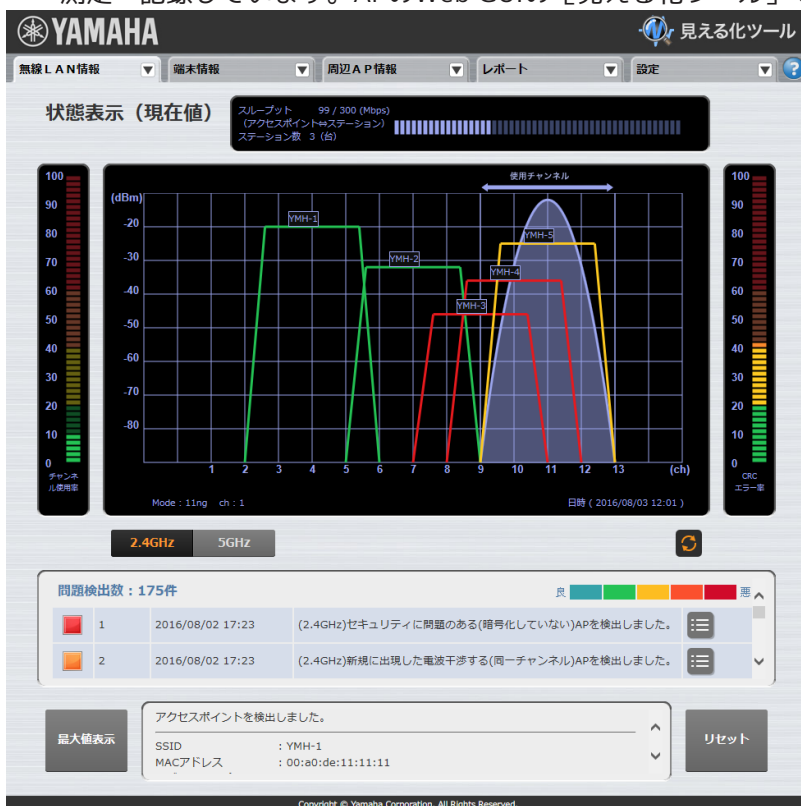 YAMAHA
見える化ツール
無線LAN情報 端末情報 周辺AP情報 レポート 設定
状態表示（現在値）
スループット 99 / 300 (Mbps)
（アクセスポイント⇔ステーション）
ステーション数 3 (台)
使用チャンネル
(dBm)
-20
-30
-40
-50
-60
-70
-80
YMH-1
YMH-2
YMH-3
YMH-4
YMH-5
1 2 3 4 5 6 7 8 9 10 11 12 13 (ch)
Mode : 11ng ch : 1
日時 ( 2016/08/03 12:01 )
100
90
80
70
60
50
40
30
20
10
0
チャンネ
ル使用率
100
90
80
70
60
50
40
30
20
10
0
CRC
エラー率
2.4GHz 5GHz
問題検出数：175件
良 悪
1 2016/08/02 17:23 (2.4GHz)セキュリティに問題のある(暗号化していない)APを検出しました。
2 2016/08/02 17:23 (2.4GHz)新規に出現した電波干渉する(同一チャンネル)APを検出しました。
最大値表示
アクセスポイントを検出しました。
SSID : YMH-1
MACアドレス : 00:a0:de:11:11:11
リセット
Copyright © Yamaha Corporation. All Rights Reserved.